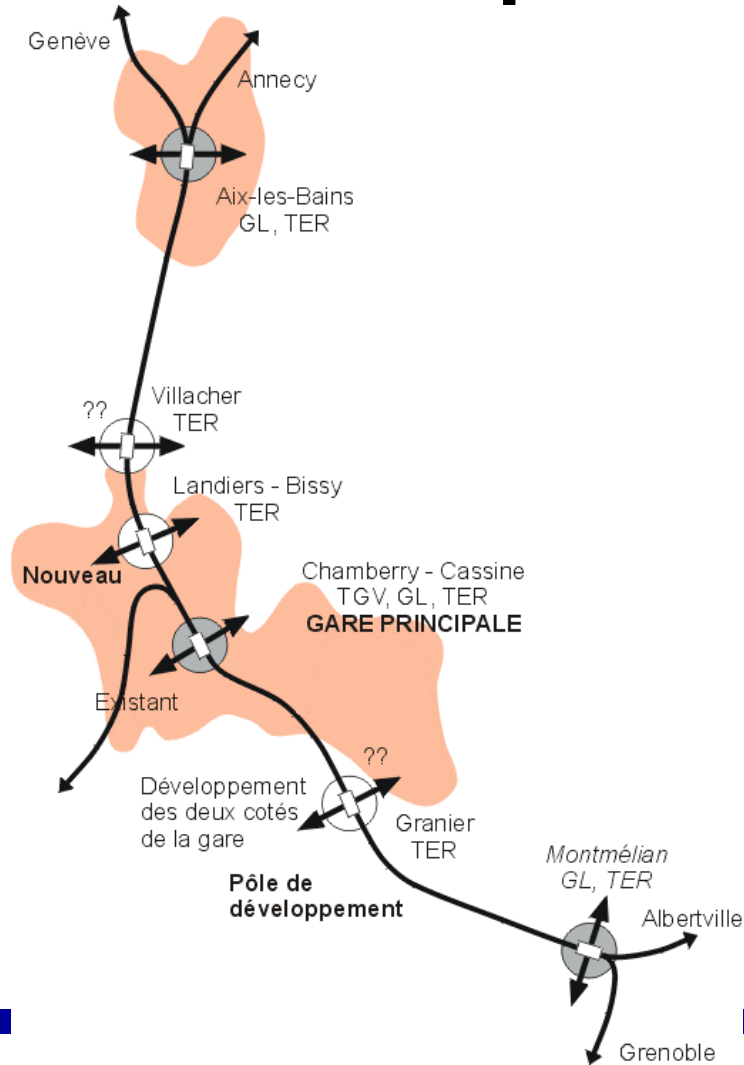 Genève
Annecy
Aix-les-Bains
GL, TER
Villacher
TER
??
Landiers - Bissy
TER
Nouveau
Chamberry - Cassine
TGV, GL, TER
GARE PRINCIPALE
Existant
??
Développement
des deux cotés
de la gare
Granier
TER
Pôle de
développement
Montmélian
GL, TER
Albertville
Grenoble